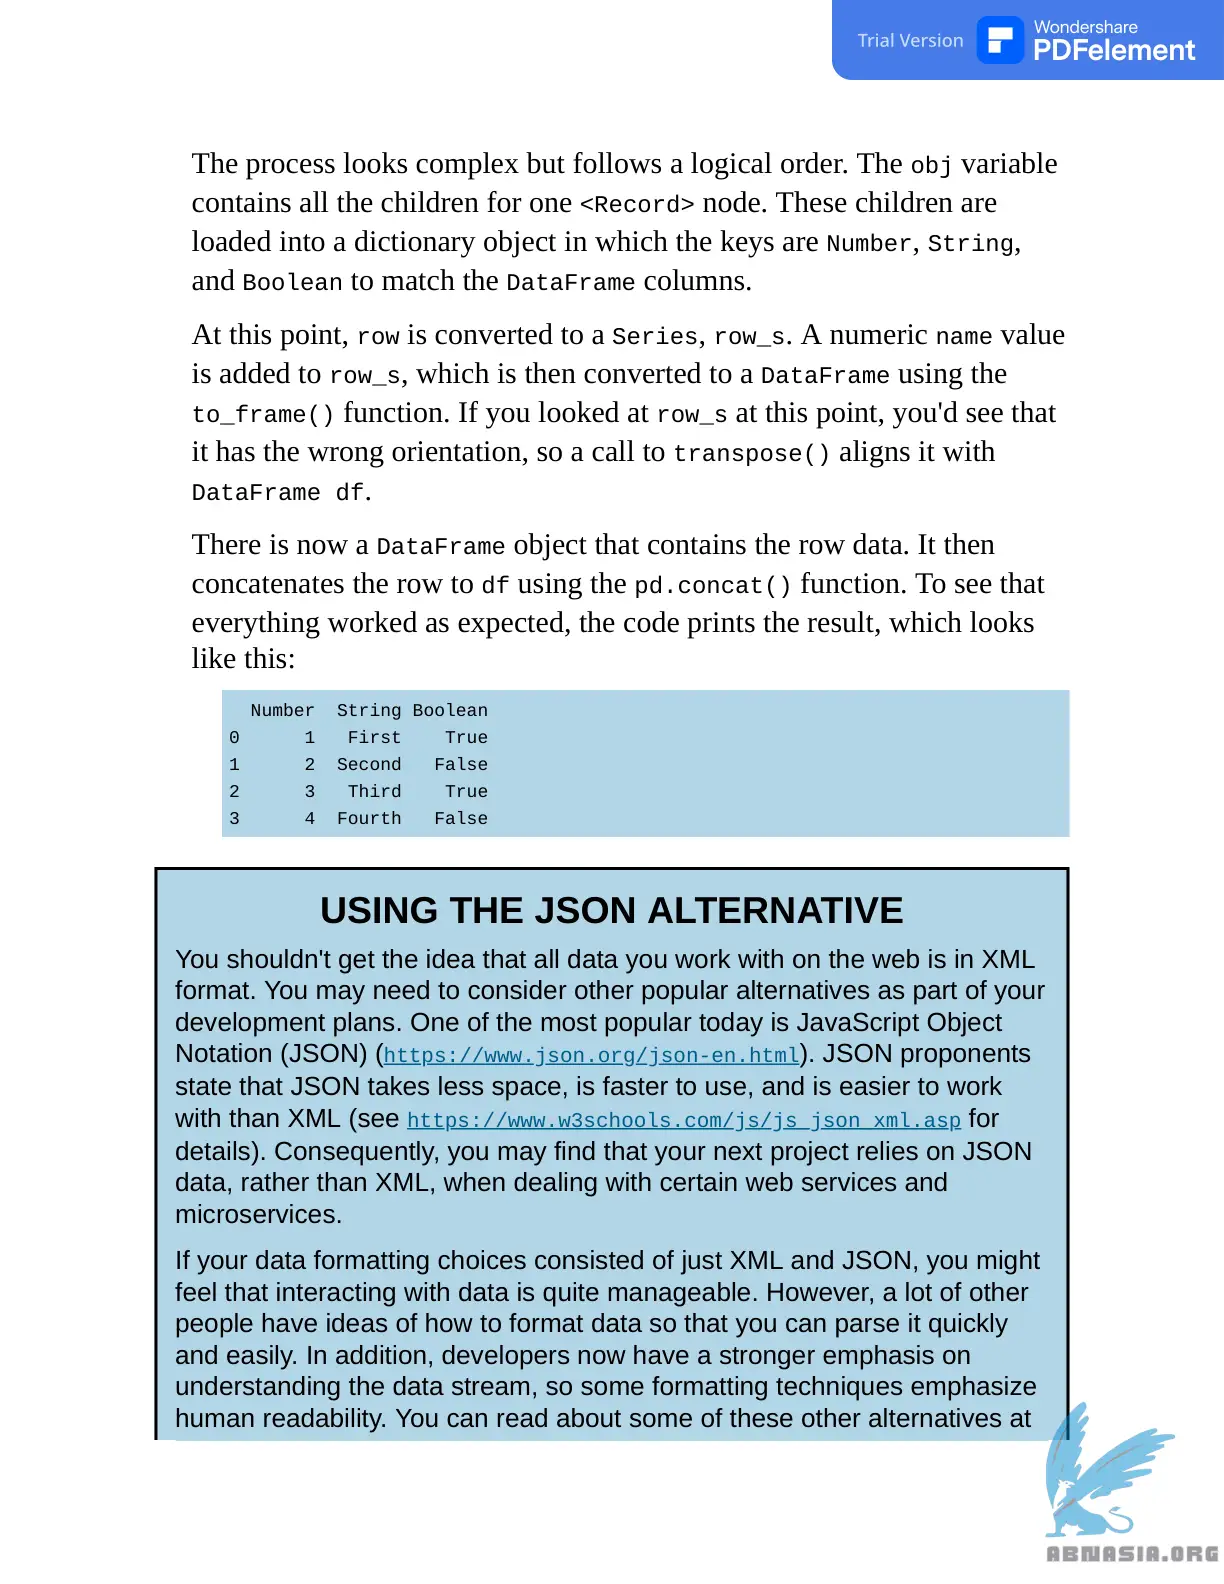 Trial Version
Wondershare
PDFelement
The process looks complex but follows a logical order. The obj variable
contains all the children for one <Record> node. These children are
loaded into a dictionary object in which the keys are Number, String,
and Boolean to match the DataFrame columns.
At this point, row is converted to a Series, row_s. A numeric name value
is added to row_s, which is then converted to a DataFrame using the
to_frame() function. If you looked at row_s at this point, you'd see that
it has the wrong orientation, so a call to transpose() aligns it with
DataFrame df.
There is now a DataFrame object that contains the row data. It then
concatenates the row to df using the pd.concat() function. To see that
everything worked as expected, the code prints the result, which looks
like this:
  Number  String Boolean
0      1   First    True
1      2  Second   False
2      3   Third    True
3      4  Fourth   False
USING THE JSON ALTERNATIVE
You shouldn't get the idea that all data you work with on the web is in XML
format. You may need to consider other popular alternatives as part of your
development plans. One of the most popular today is JavaScript Object
Notation (JSON) (https://www.json.org/json-en.html). JSON proponents
state that JSON takes less space, is faster to use, and is easier to work
with than XML (see https://www.w3schools.com/js/js_json_xml.asp for
details). Consequently, you may find that your next project relies on JSON
data, rather than XML, when dealing with certain web services and
microservices.
If your data formatting choices consisted of just XML and JSON, you might
feel that interacting with data is quite manageable. However, a lot of other
people have ideas of how to format data so that you can parse it quickly
and easily. In addition, developers now have a stronger emphasis on
understanding the data stream, so some formatting techniques emphasize
human readability. You can read about some of these other alternatives at
ABNASIA.ORG